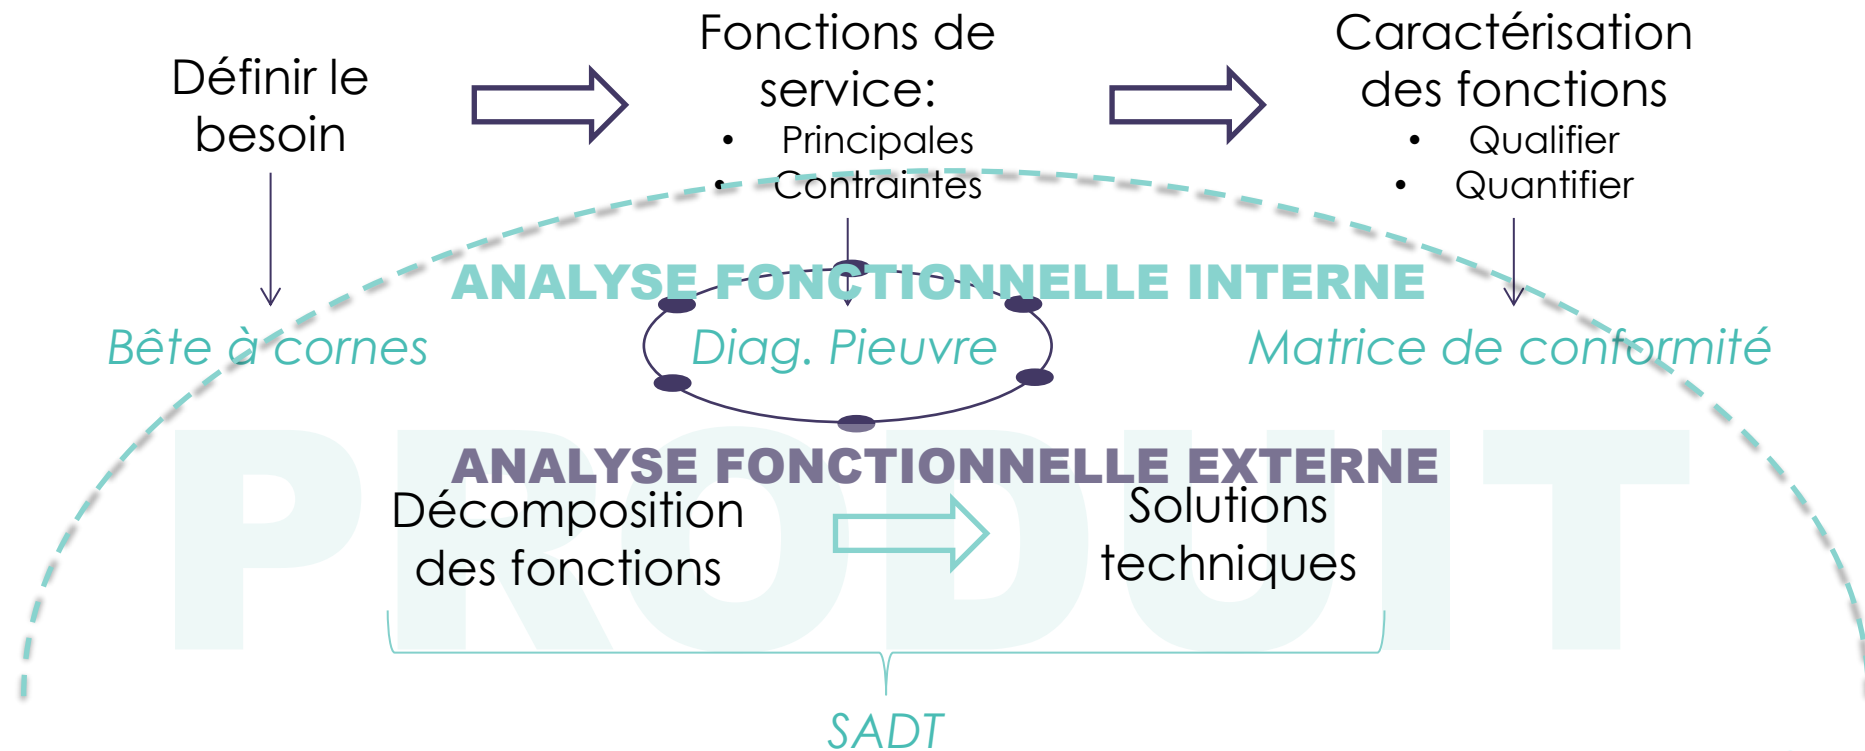 Définir le
besoin
Fonctions de
service:
• Principales
• Contraintes
Caractérisation
des fonctions
• Qualifier
• Quantifier
ANALYSE FONCTIONNELLE INTERNE
Bête à cornes
Diag. Pieuvre
Matrice de conformité
PRODUIT
ANALYSE FONCTIONNELLE EXTERNE
Décomposition
des fonctions
Solutions
techniques
SADT